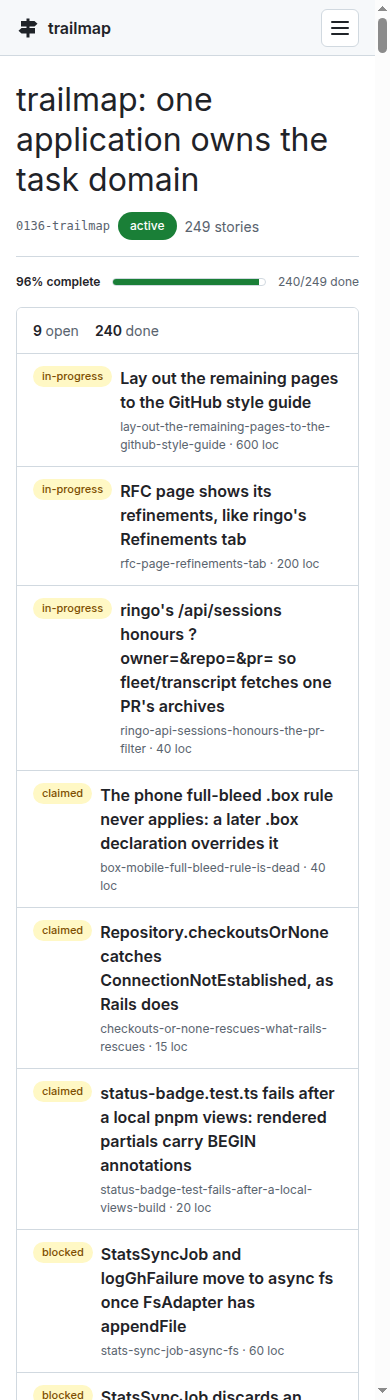 trailmap
trailmap: one
application owns the
task domain
0136-trailmap active 249 stories
96% complete 240/249 done
9 open 240 done
in-progress Lay out the remaining pages
to the GitHub style guide
lay-out-the-remaining-pages-to-the-
github-style-guide · 600 loc
in-progress RFC page shows its
refinements, like ringo's
Refinements tab
rfc-page-refinements-tab · 200 loc
in-progress ringo's /api/sessions
honours ?
owner=&repo=&pr= so
fleet/transcript fetches one
PR's archives
ringo-api-sessions-honours-the-pr-
filter · 40 loc
claimed The phone full-bleed .box rule
never applies: a later .box
declaration overrides it
box-mobile-full-bleed-rule-is-dead · 40
loc
claimed Repository.checkoutsOrNone
catches
ConnectionNotEstablished, as
Rails does
checkouts-or-none-rescues-what-rails-
rescues · 15 loc
claimed status-badge.test.ts fails after
a local pnpm views: rendered
partials carry BEGIN
annotations
status-badge-test-fails-after-a-local-
views-build · 20 loc
blocked StatsSyncJob and
logGhFailure move to async fs
once FsAdapter has
appendFile
stats-sync-job-async-fs · 60 loc
blocked StatsSyncJob discards an